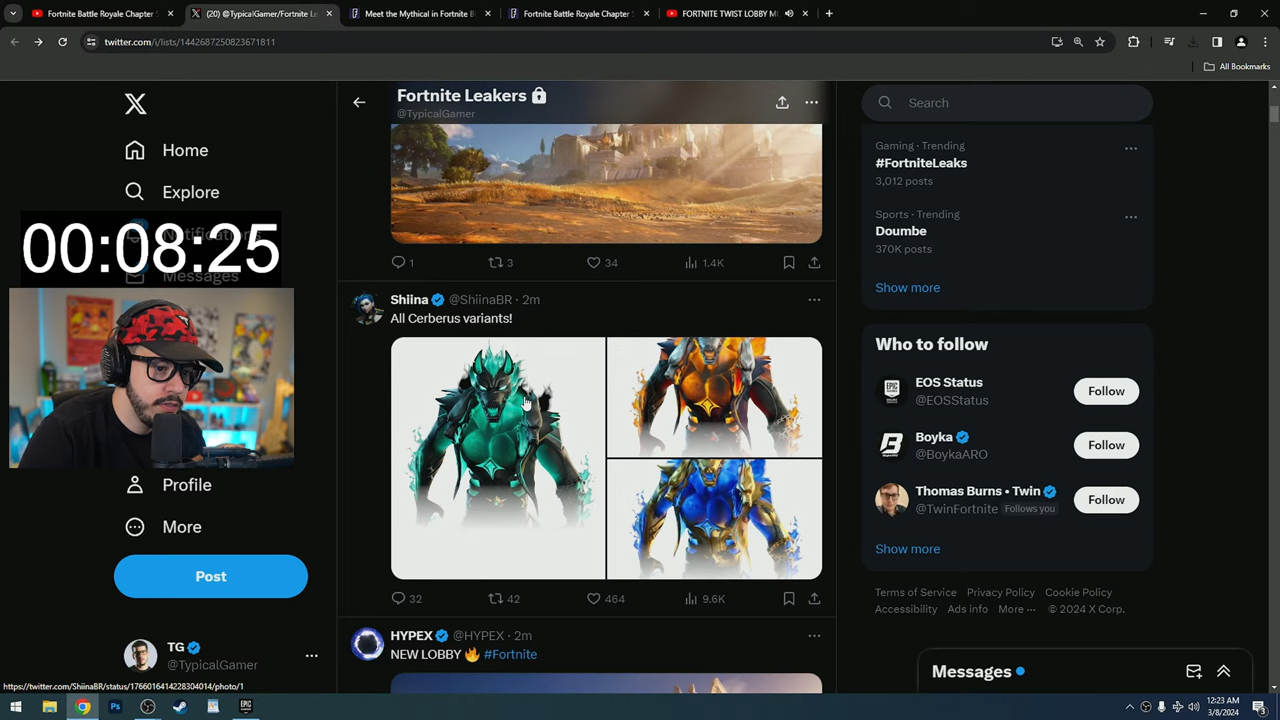 Fortnite Battle Royale Chapter 5
(20) @TypicalGamer/Fortnite Le
Meet the Mythical in Fortnite B
Fortnite Battle Royale Chapter 5
FORTNITE TWIST LOBBY MU
twitter.com/i/lists/1442687250823671811
All Bookmarks
X
Home
Explore
Notifications
Messages
00:08:25
Profile
More
Post
TG
@TypicalGamer
https://twitter.com/ShiinaBR/status/1766016414228304014/photo/1
Fortnite Leakers
@TypicalGamer
1
3
34
1.4K
Shiina @ShiinaBR · 2m
All Cerberus variants!
32
42
464
9.6K
HYPEX @HYPEX · 2m
NEW LOBBY 🔥 #Fortnite
Search
Gaming · Trending
#FortniteLeaks
3,012 posts
Sports · Trending
Doumbe
370K posts
Show more
Who to follow
EOS Status
@EOSStatus
Follow
Boyka
@BoykaARO
Follow
Thomas Burns • Twin
@TwinFortnite Follows you
Follow
Show more
Terms of Service Privacy Policy Cookie Policy
Accessibility Ads info More ··· © 2024 X Corp.
Messages
12:23 AM
3/8/2024